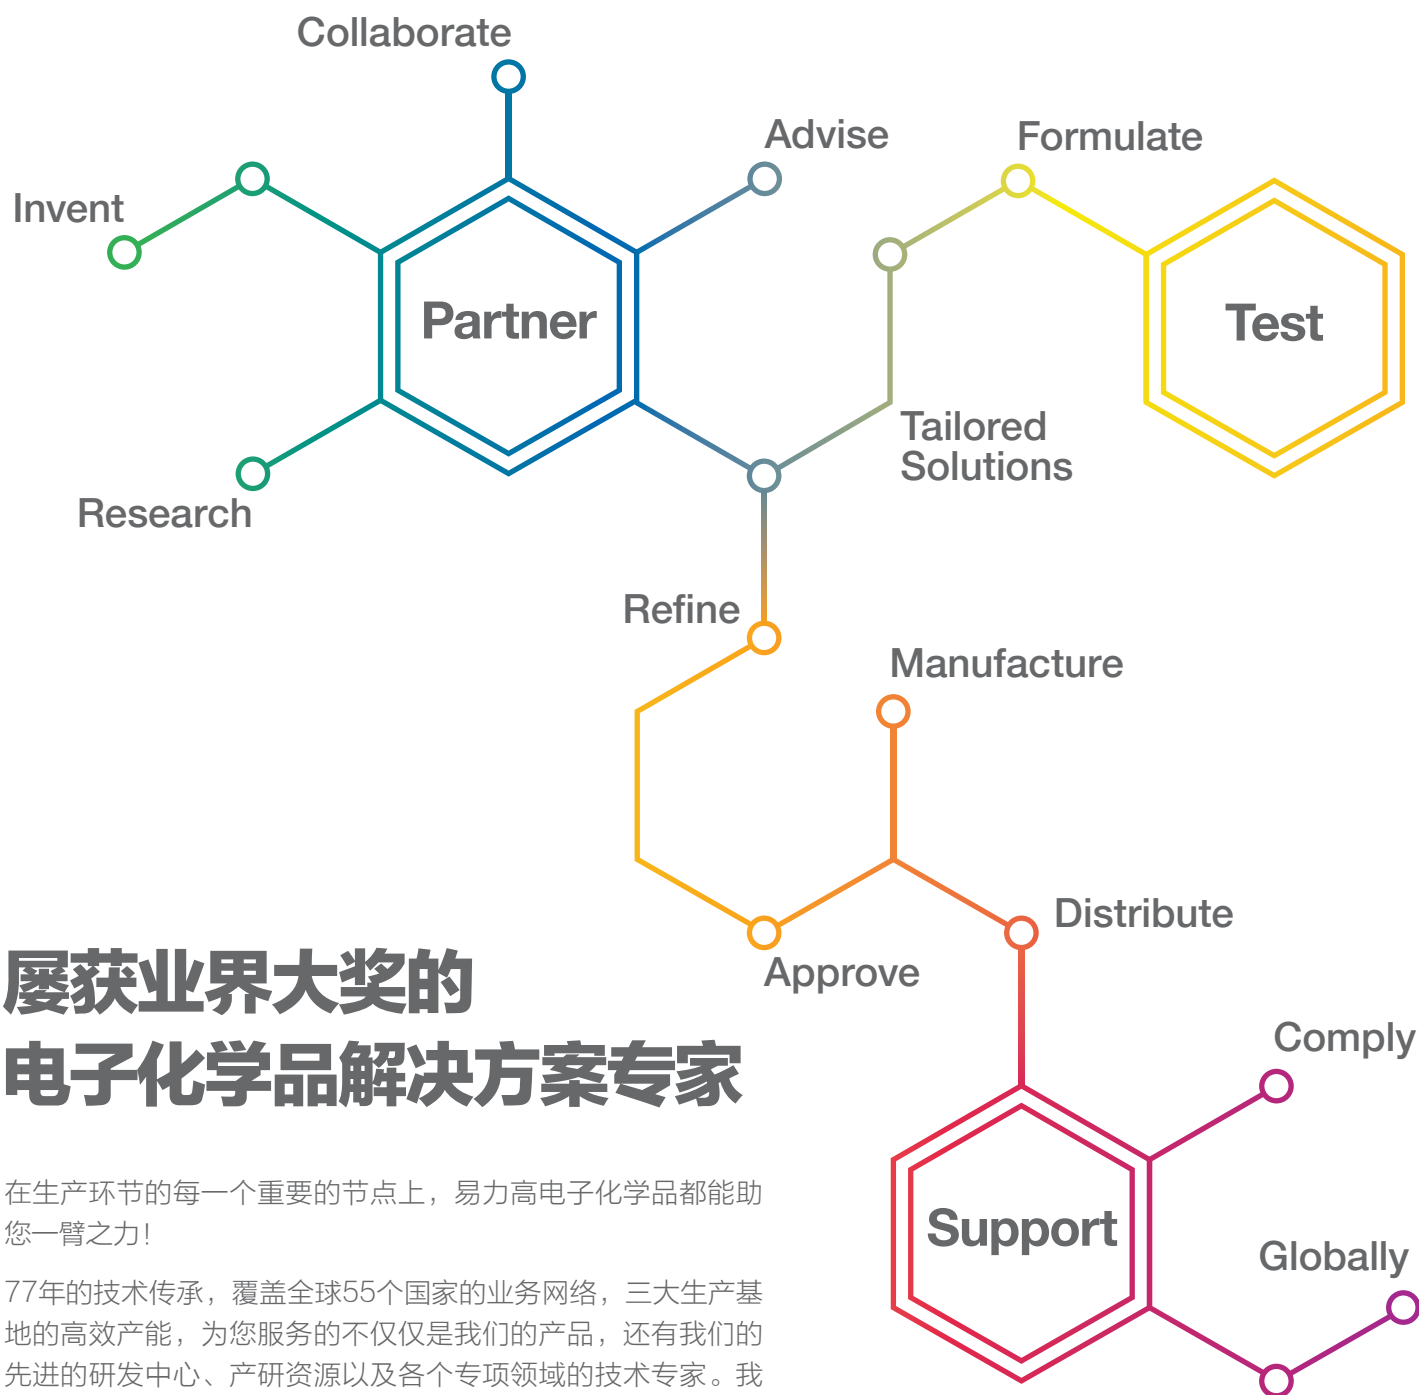 Collaborate
Advise
Formulate
Invent
Partner
Test
Tailored
Solutions
Research
Refine
Manufacture
Distribute
Approve
屡获业界大奖的
电子化学品解决方案专家
Comply
Support
Globally
在生产环节的每一个重要的节点上，易力高电子化学品都能助
您一臂之力！
77年的技术传承，覆盖全球55个国家的业务网络，三大生产基
地的高效产能，为您服务的不仅仅是我们的产品，还有我们的
先进的研发中心、产研资源以及各个专项领域的技术专家。我